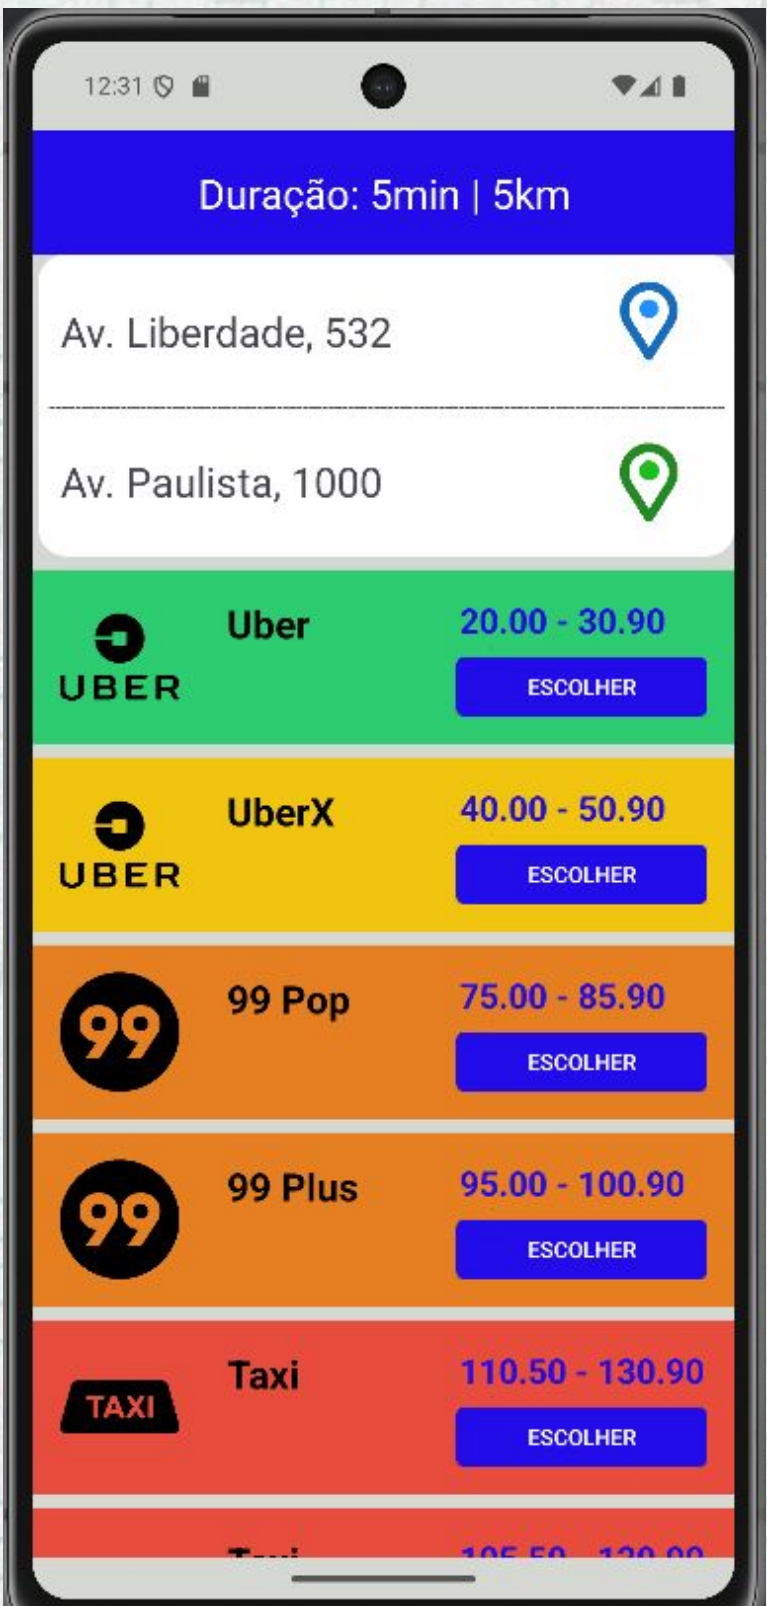 12:31
Duração: 5min | 5km
Av. Liberdade, 532
Av. Paulista, 1000
UBER
Uber
20.00 - 30.90
ESCOLHER
UBER
UberX
40.00 - 50.90
ESCOLHER
99
99 Pop
75.00 - 85.90
ESCOLHER
99
99 Plus
95.00 - 100.90
ESCOLHER
TAXI
Taxi
110.50 - 130.90
ESCOLHER